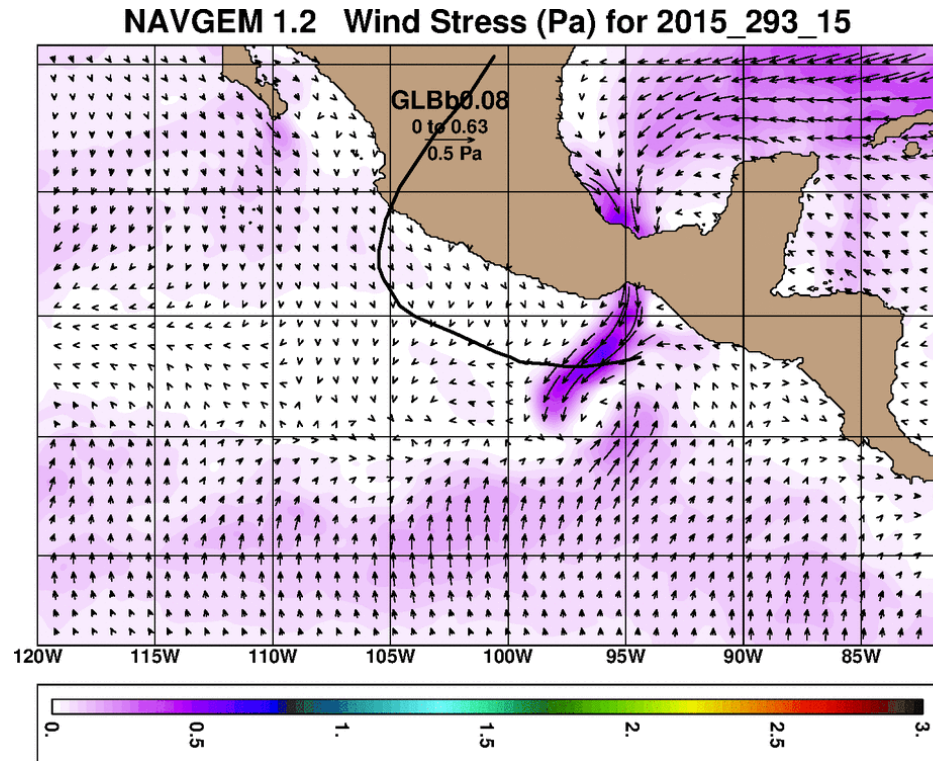 NAVGEM 1.2 Wind Stress (Pa) for 2015_293_15
GLBb0.08
0 to 0.63
0.5 Pa
120W 115W 110W 105W 100W 95W 90W 85W
0. 0.5 1. 1.5 2. 2.5 3.